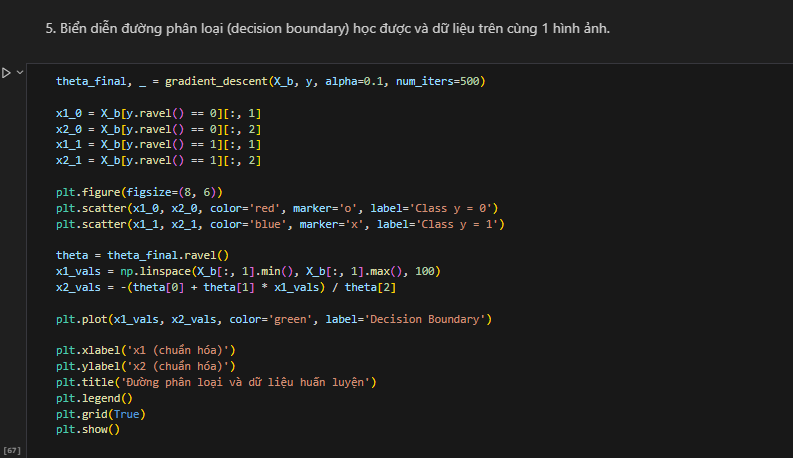 5. Biển diễn đường phân loại (decision boundary) học được và dữ liệu trên cùng 1 hình ảnh.
theta_final, _ = gradient_descent(X_b, y, alpha=0.1, num_iters=500)
x1_0 = X_b[y.ravel() == 0][:, 1]
x2_0 = X_b[y.ravel() == 0][:, 2]
x1_1 = X_b[y.ravel() == 1][:, 1]
x2_1 = X_b[y.ravel() == 1][:, 2]
plt.figure(figsize=(8, 6))
plt.scatter(x1_0, x2_0, color='red', marker='o', label='Class y = 0')
plt.scatter(x1_1, x2_1, color='blue', marker='x', label='Class y = 1')
theta = theta_final.ravel()
x1_vals = np.linspace(X_b[:, 1].min(), X_b[:, 1].max(), 100)
x2_vals = -(theta[0] + theta[1] * x1_vals) / theta[2]
plt.plot(x1_vals, x2_vals, color='green', label='Decision Boundary')
plt.xlabel('x1 (chuẩn hóa)')
plt.ylabel('x2 (chuẩn hóa)')
plt.title('Đường phân loại và dữ liệu huấn luyện')
plt.legend()
plt.grid(True)
plt.show()
[67]